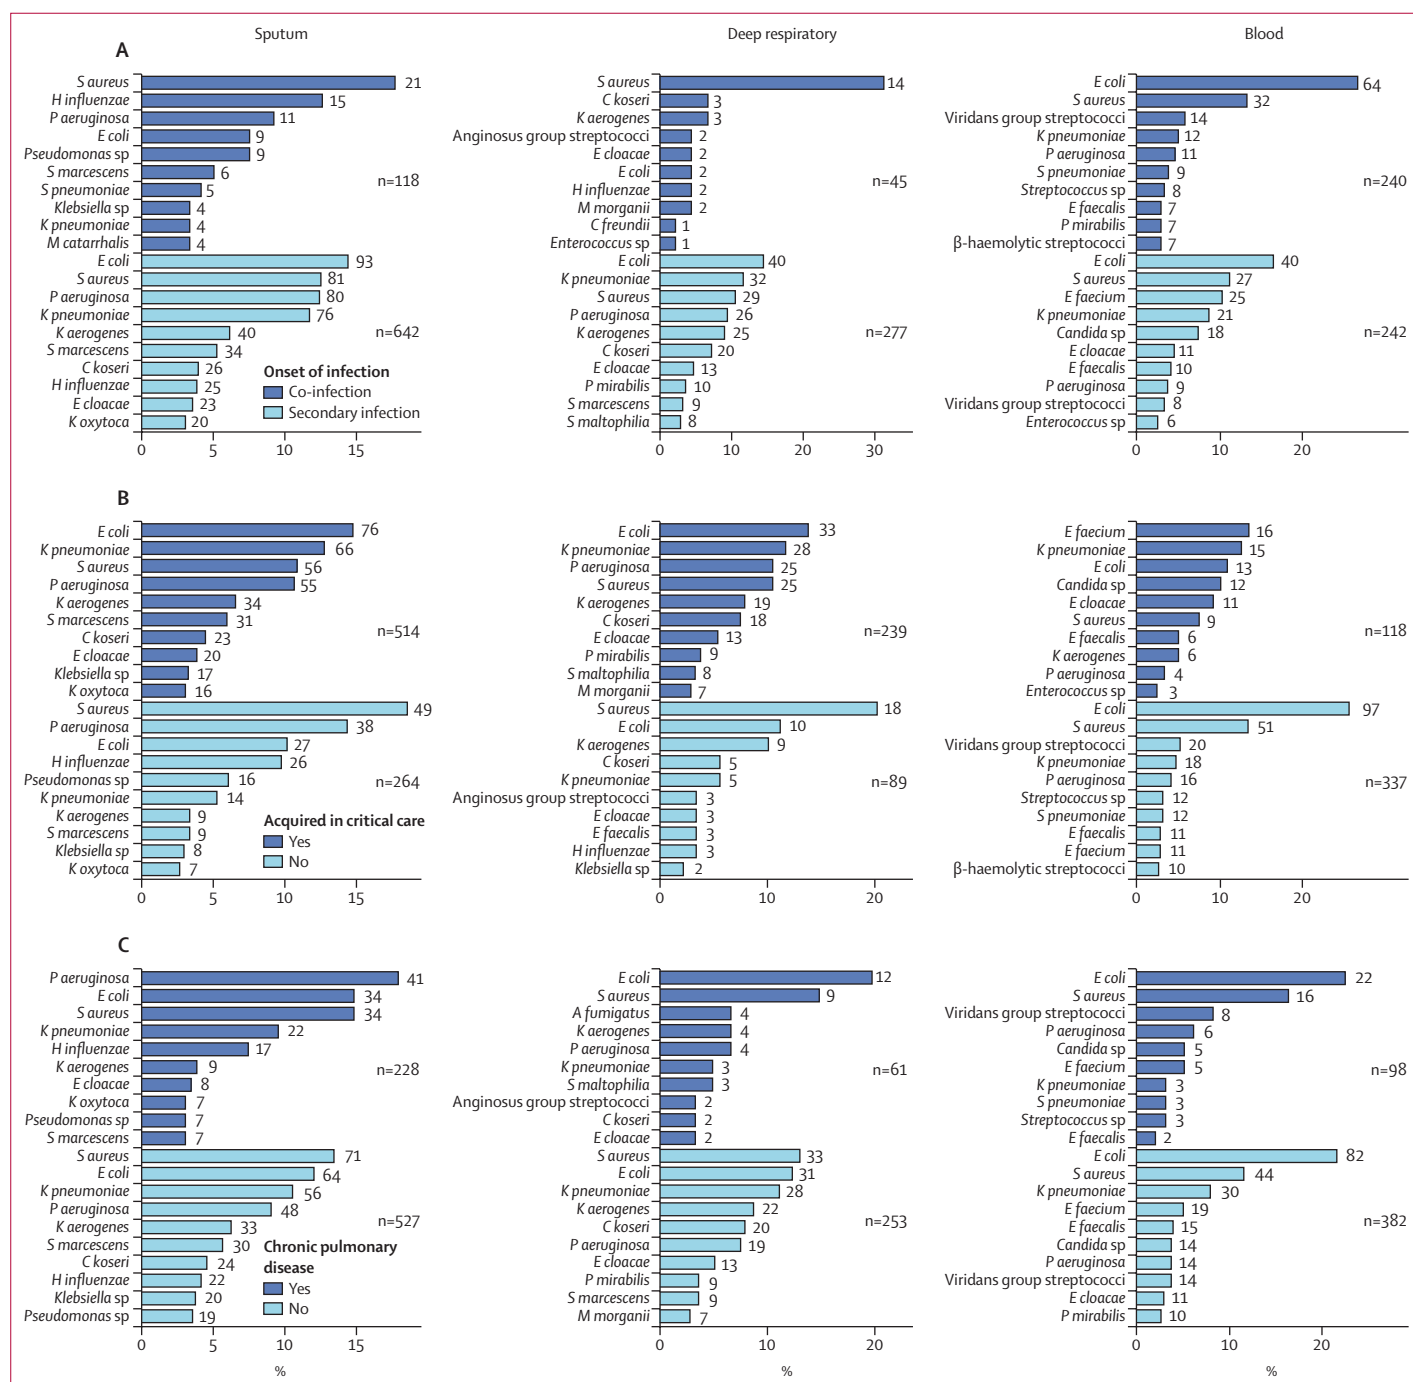 Sputum
Deep respiratory
Blood
A
S aureus 21
H influenzae 15
P aeruginosa 11
E coli 9
Pseudomonas sp 9
S marcescens 6
S pneumoniae 5
Klebsiella sp 4
K pneumoniae 4
M catarrhalis 4
n=118
E coli 93
S aureus 81
P aeruginosa 80
K pneumoniae 76
K aerogenes 40
S marcescens 34
C koseri 26
H influenzae 25
E cloacae 23
K oxytoca 20
n=642
Onset of infection
Co-infection
Secondary infection
0 5 10 15
S aureus 14
C koseri 3
K aerogenes 3
Anginosus group streptococci 2
E cloacae 2
E coli 2
H influenzae 2
M morganii 2
C freundii 1
Enterococcus sp 1
n=45
E coli 40
K pneumoniae 32
S aureus 29
P aeruginosa 26
K aerogenes 25
C koseri 20
E cloacae 13
P mirabilis 10
S marcescens 9
S maltophilia 8
n=277
0 10 20 30
E coli 64
S aureus 32
Viridans group streptococci 14
K pneumoniae 12
P aeruginosa 11
S pneumoniae 9
Streptococcus sp 8
E faecalis 7
P mirabilis 7
β-haemolytic streptococci 7
n=240
E coli 40
S aureus 27
E faecium 25
K pneumoniae 21
Candida sp 18
E cloacae 11
E faecalis 10
P aeruginosa 9
Viridans group streptococci 8
Enterococcus sp 6
n=242
0 10 20
B
E coli 76
K pneumoniae 66
S aureus 56
P aeruginosa 55
K aerogenes 34
S marcescens 31
C koseri 23
E cloacae 20
Klebsiella sp 17
K oxytoca 16
n=514
S aureus 49
P aeruginosa 38
E coli 27
H influenzae 26
Pseudomonas sp 16
K pneumoniae 14
K aerogenes 9
S marcescens 9
Klebsiella sp 8
K oxytoca 7
n=264
Acquired in critical care
Yes
No
0 5 10 15
E coli 33
K pneumoniae 28
P aeruginosa 25
S aureus 25
K aerogenes 19
C koseri 18
E cloacae 13
P mirabilis 9
S maltophilia 8
M morganii 7
n=239
S aureus 18
E coli 10
K aerogenes 9
C koseri 5
K pneumoniae 5
Anginosus group streptococci 3
E cloacae 3
E faecalis 3
H influenzae 3
Klebsiella sp 2
n=89
0 10 20
E faecium 16
K pneumoniae 15
E coli 13
Candida sp 12
E cloacae 11
S aureus 9
E faecalis 6
K aerogenes 6
P aeruginosa 4
Enterococcus sp 3
n=118
E coli 97
S aureus 51
Viridans group streptococci 20
K pneumoniae 18
P aeruginosa 16
Streptococcus sp 12
S pneumoniae 12
E faecalis 11
E faecium 11
β-haemolytic streptococci 10
n=337
0 10 20
C
P aeruginosa 41
E coli 34
S aureus 34
K pneumoniae 22
H influenzae 17
K aerogenes 9
E cloacae 8
K oxytoca 7
Pseudomonas sp 7
S marcescens 7
n=228
S aureus 71
E coli 64
K pneumoniae 56
P aeruginosa 48
K aerogenes 33
S marcescens 30
C koseri 24
H influenzae 22
Klebsiella sp 20
Pseudomonas sp 19
n=527
Chronic pulmonary
disease
Yes
No
0 5 10 15
%
E coli 12
S aureus 9
A fumigatus 4
K aerogenes 4
P aeruginosa 4
K pneumoniae 3
S maltophilia 3
Anginosus group streptococci 2
C koseri 2
E cloacae 2
n=61
S aureus 33
E coli 31
K pneumoniae 28
K aerogenes 22
C koseri 20
P aeruginosa 19
E cloacae 13
P mirabilis 9
S marcescens 9
M morganii 7
n=253
0 10 20
%
E coli 22
S aureus 16
Viridans group streptococci 8
P aeruginosa 6
Candida sp 5
E faecium 5
K pneumoniae 3
S pneumoniae 3
Streptococcus sp 3
E faecalis 2
n=98
E coli 82
S aureus 44
K pneumoniae 30
E faecium 19
E faecalis 15
Candida sp 14
P aeruginosa 14
Viridans group streptococci 14
E cloacae 11
P mirabilis 10
n=382
0 10 20
%